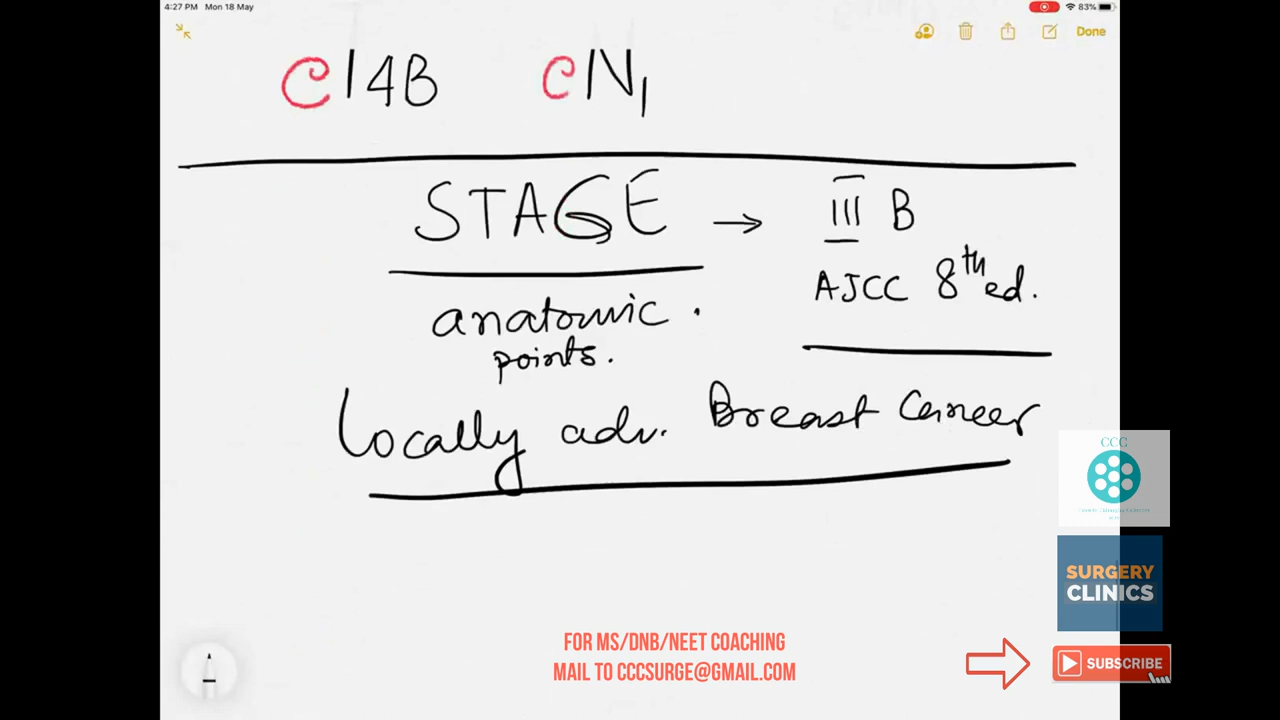 4:27 PM Mon 18 May
83%
Done
CT4B CN1
STAGE → III B
AJCC 8th ed.
anatomic
points.
Locally adv. Breast Cancer
CCC
SURGERY
CLINICS
FOR MS/DNB/NEET COACHING
MAIL TO CCCSURGE@GMAIL.COM
SUBSCRIBE